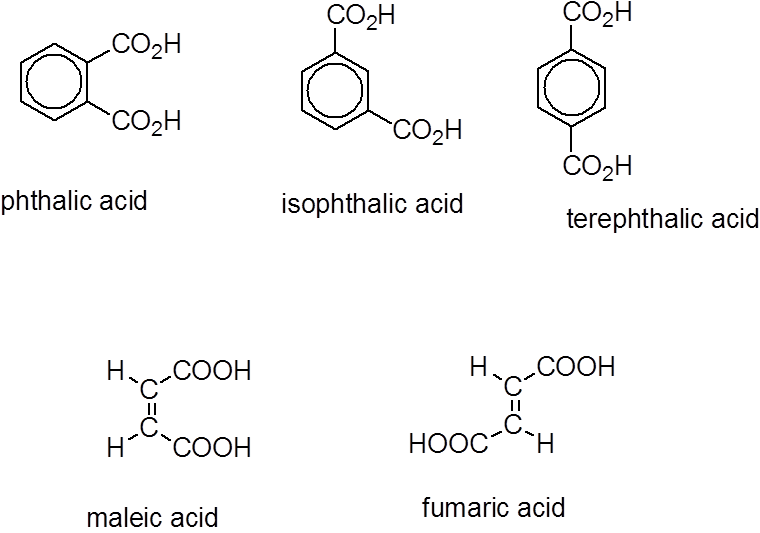 CO₂H
CO₂H
phthalic acid
CO₂H
CO₂H
isophthalic acid
CO₂H
CO₂H
terephthalic acid
H COOH
C
C
H COOH
maleic acid
H COOH
C
C
HOOC H
fumaric acid